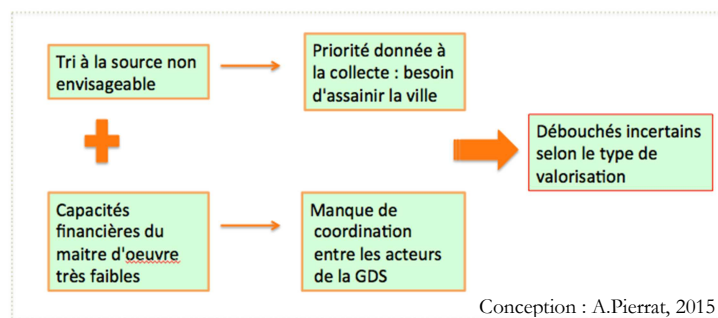 Tri à la source non
envisageable
Priorité donnée à
la collecte : besoin
d'assainir la ville
Capacités
financières du
maitre d'oeuvre
très faibles
Manque de
coordination
entre les acteurs
de la GDS
Débouchés incertains
selon le type de
valorisation
Conception : A.Pierrat, 2015